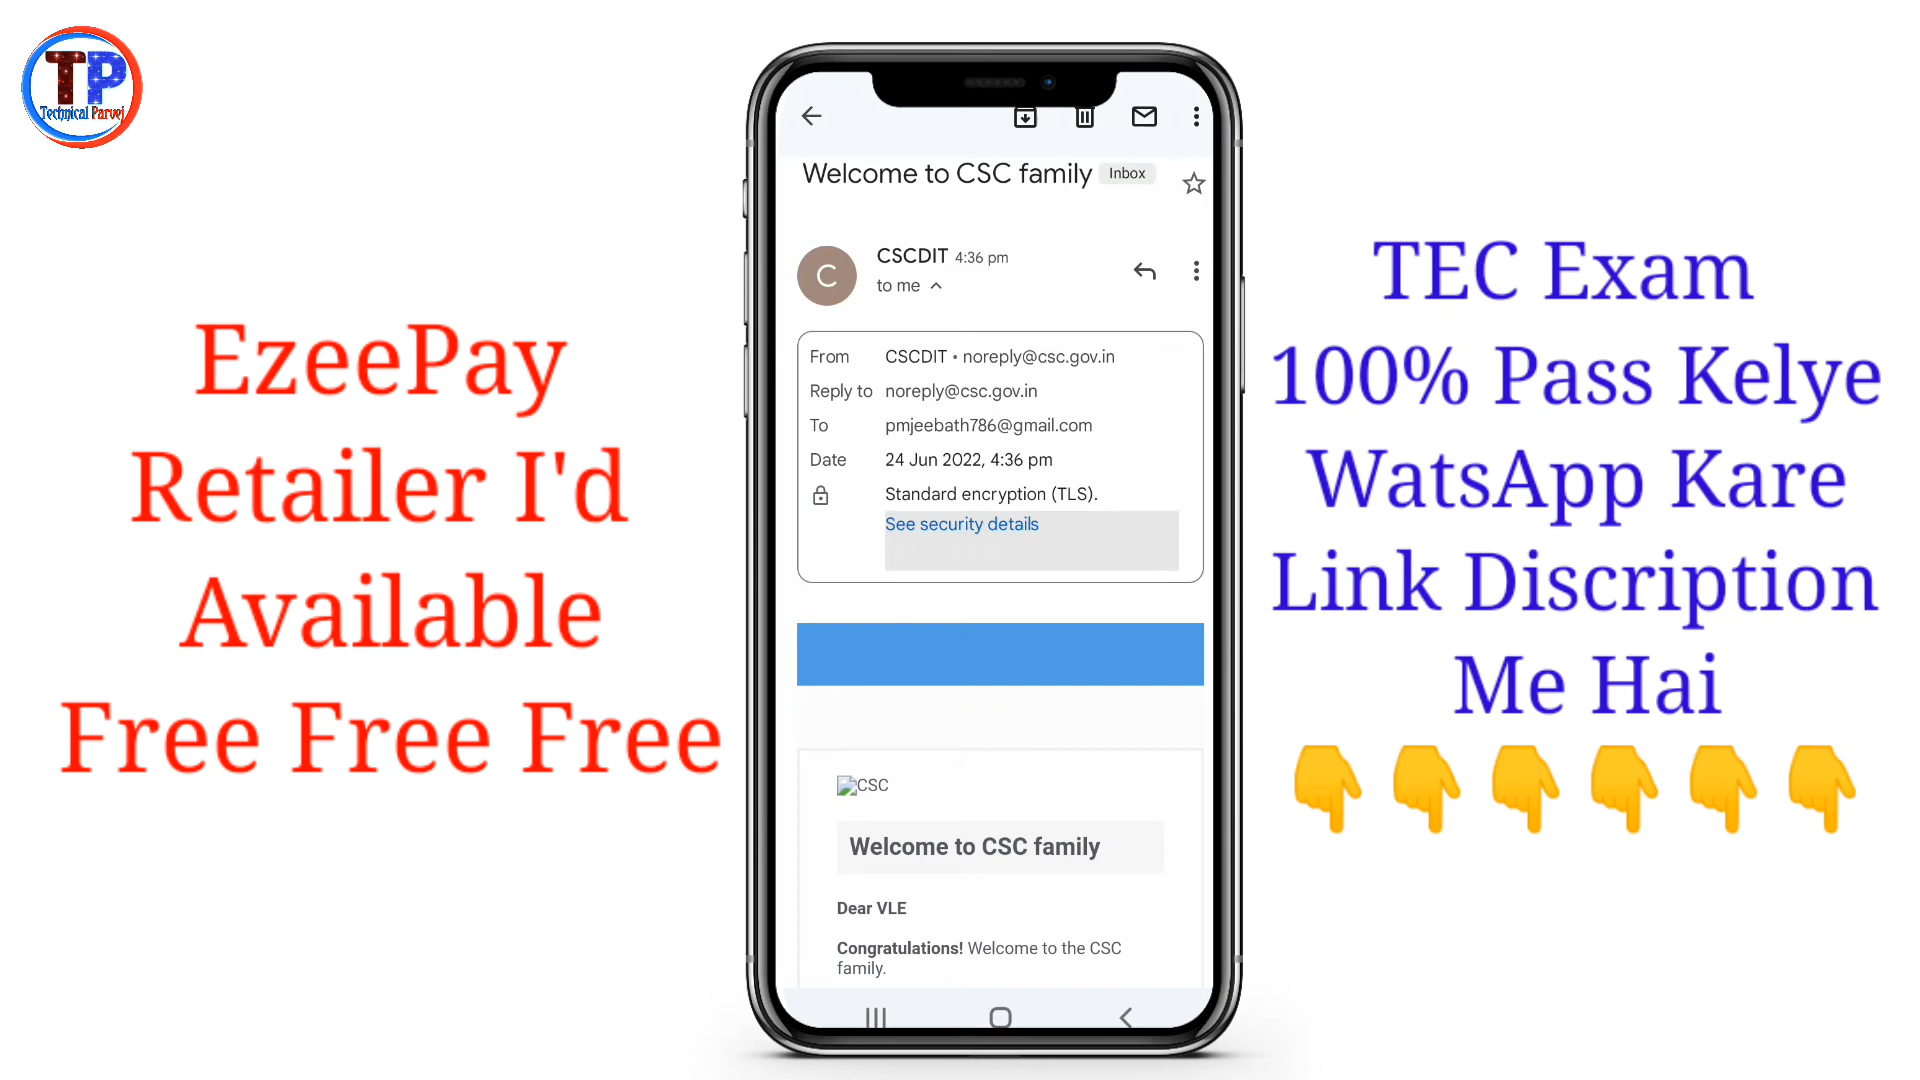 TP
Technical Parvej
EzeePay
Retailer I'd
Available
Free Free Free
Welcome to CSC family Inbox
C
CSCDIT 4:36 pm
to me
From CSCDIT • noreply@csc.gov.in
Reply to noreply@csc.gov.in
To pmjeebath786@gmail.com
Date 24 Jun 2022, 4:36 pm
Standard encryption (TLS).
See security details
CSC
Welcome to CSC family
Dear VLE
Congratulations! Welcome to the CSC
family.
TEC Exam
100% Pass Kelye
WatsApp Kare
Link Discription
Me Hai